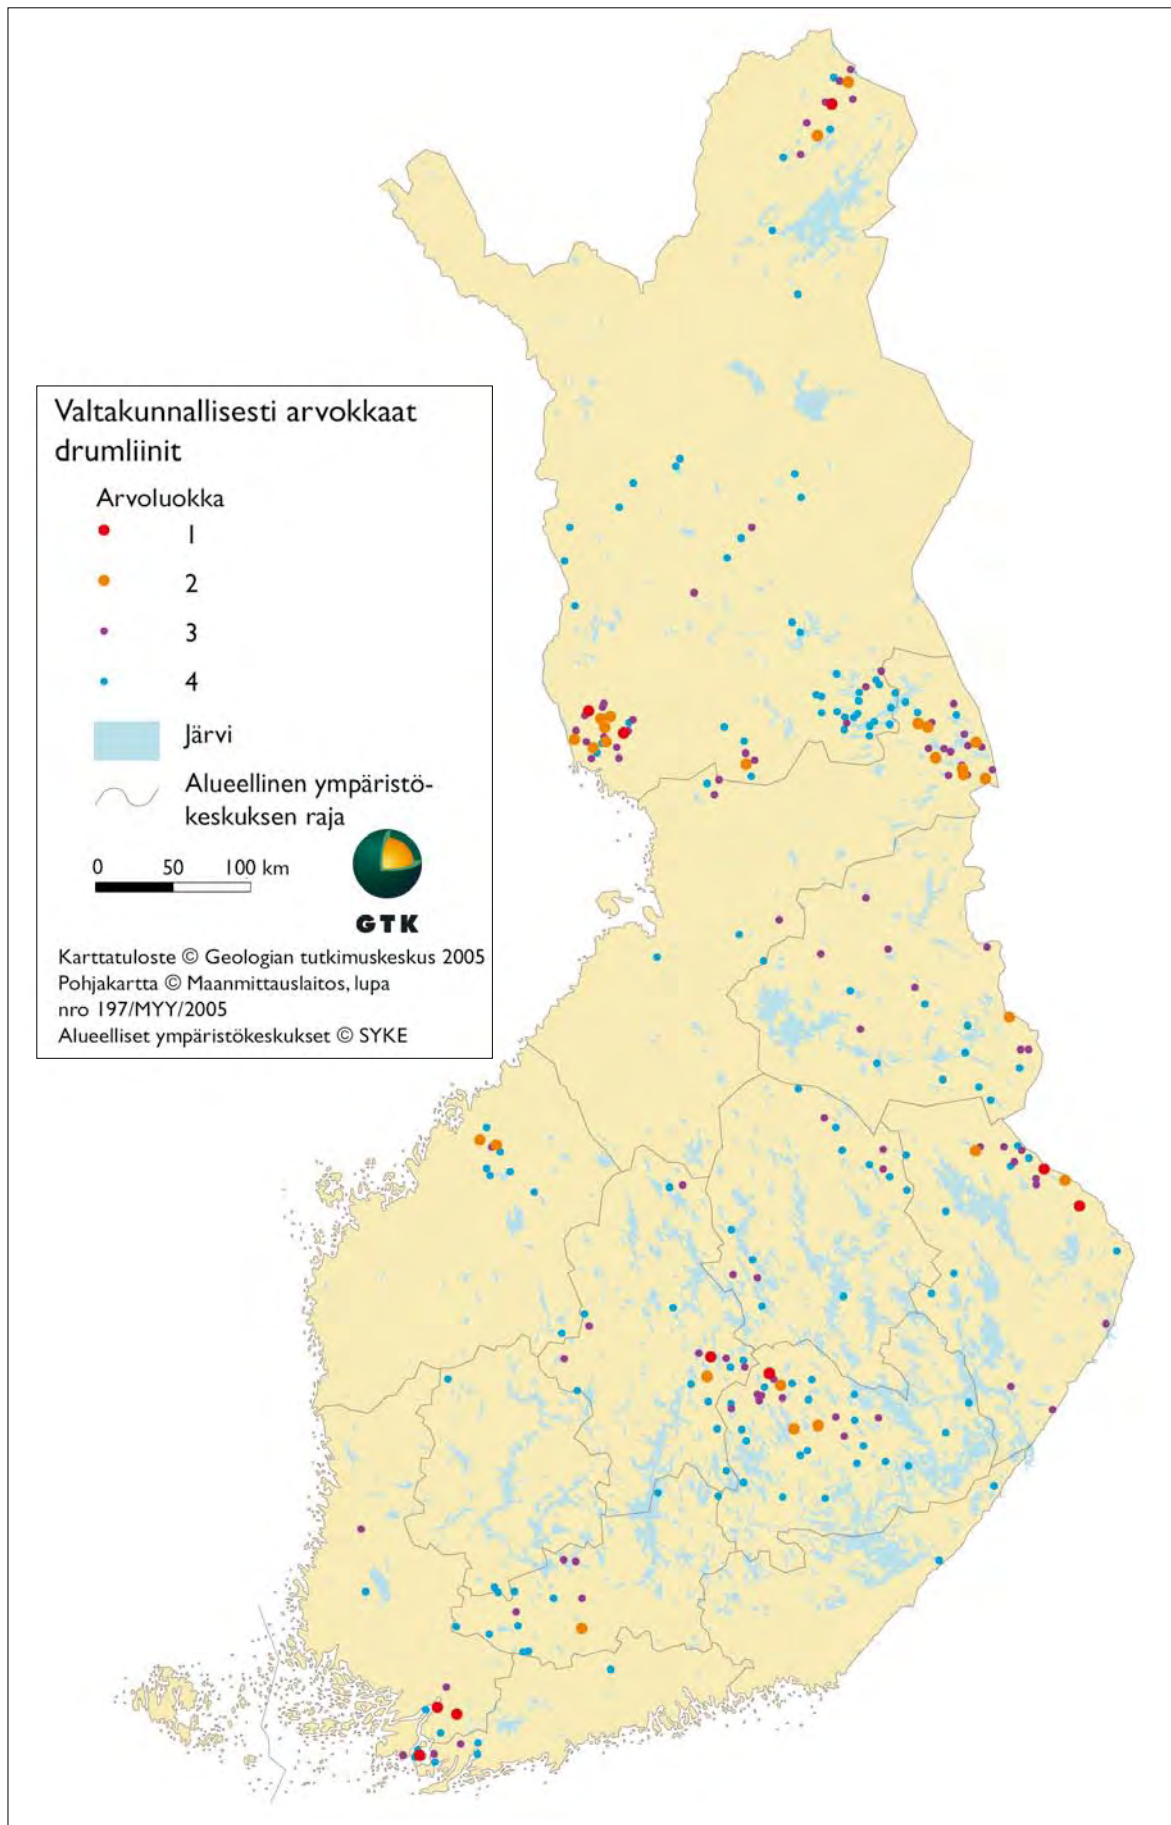 Valtakunnallisesti arvokkaat
drumliinit
Arvoluokka
1
2
3
4
Järvi
Alueellinen ympäristö-
keskuksen raja
0 50 100 km
GTK
Karttatuloste © Geologian tutkimuskeskus 2005
Pohjakartta © Maanmittauslaitos, lupa
nro 197/MYY/2005
Alueelliset ympäristökeskukset © SYKE